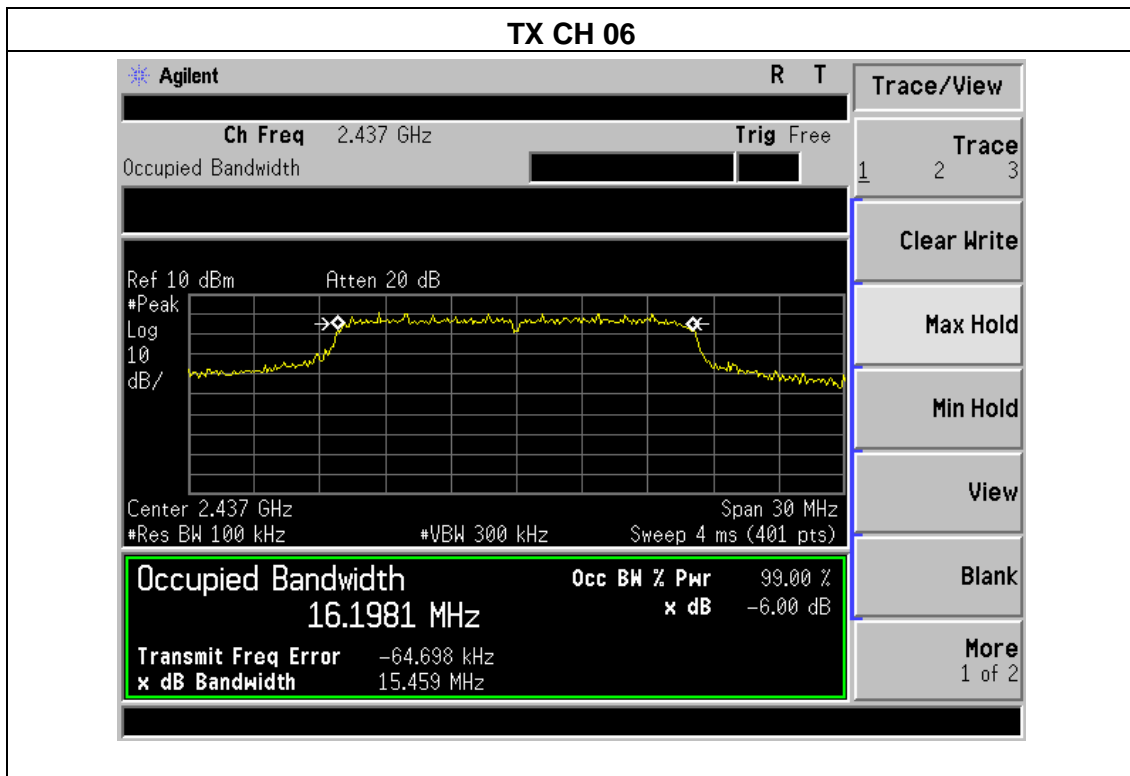 TX CH 06
Agilent R T
Trace/View
Ch Freq 2.437 GHz Trig Free
Occupied Bandwidth
Trace
1 2 3
Clear Write
Ref 10 dBm Atten 20 dB
#Peak
Log
10
dB/
Max Hold
Min Hold
View
Center 2.437 GHz Span 30 MHz
#Res BW 100 kHz #VBW 300 kHz Sweep 4 ms (401 pts)
Occupied Bandwidth
16.1981 MHz
Occ BW % Pwr 99.00 %
x dB -6.00 dB
Blank
Transmit Freq Error -64.698 kHz
x dB Bandwidth 15.459 MHz
More
1 of 2